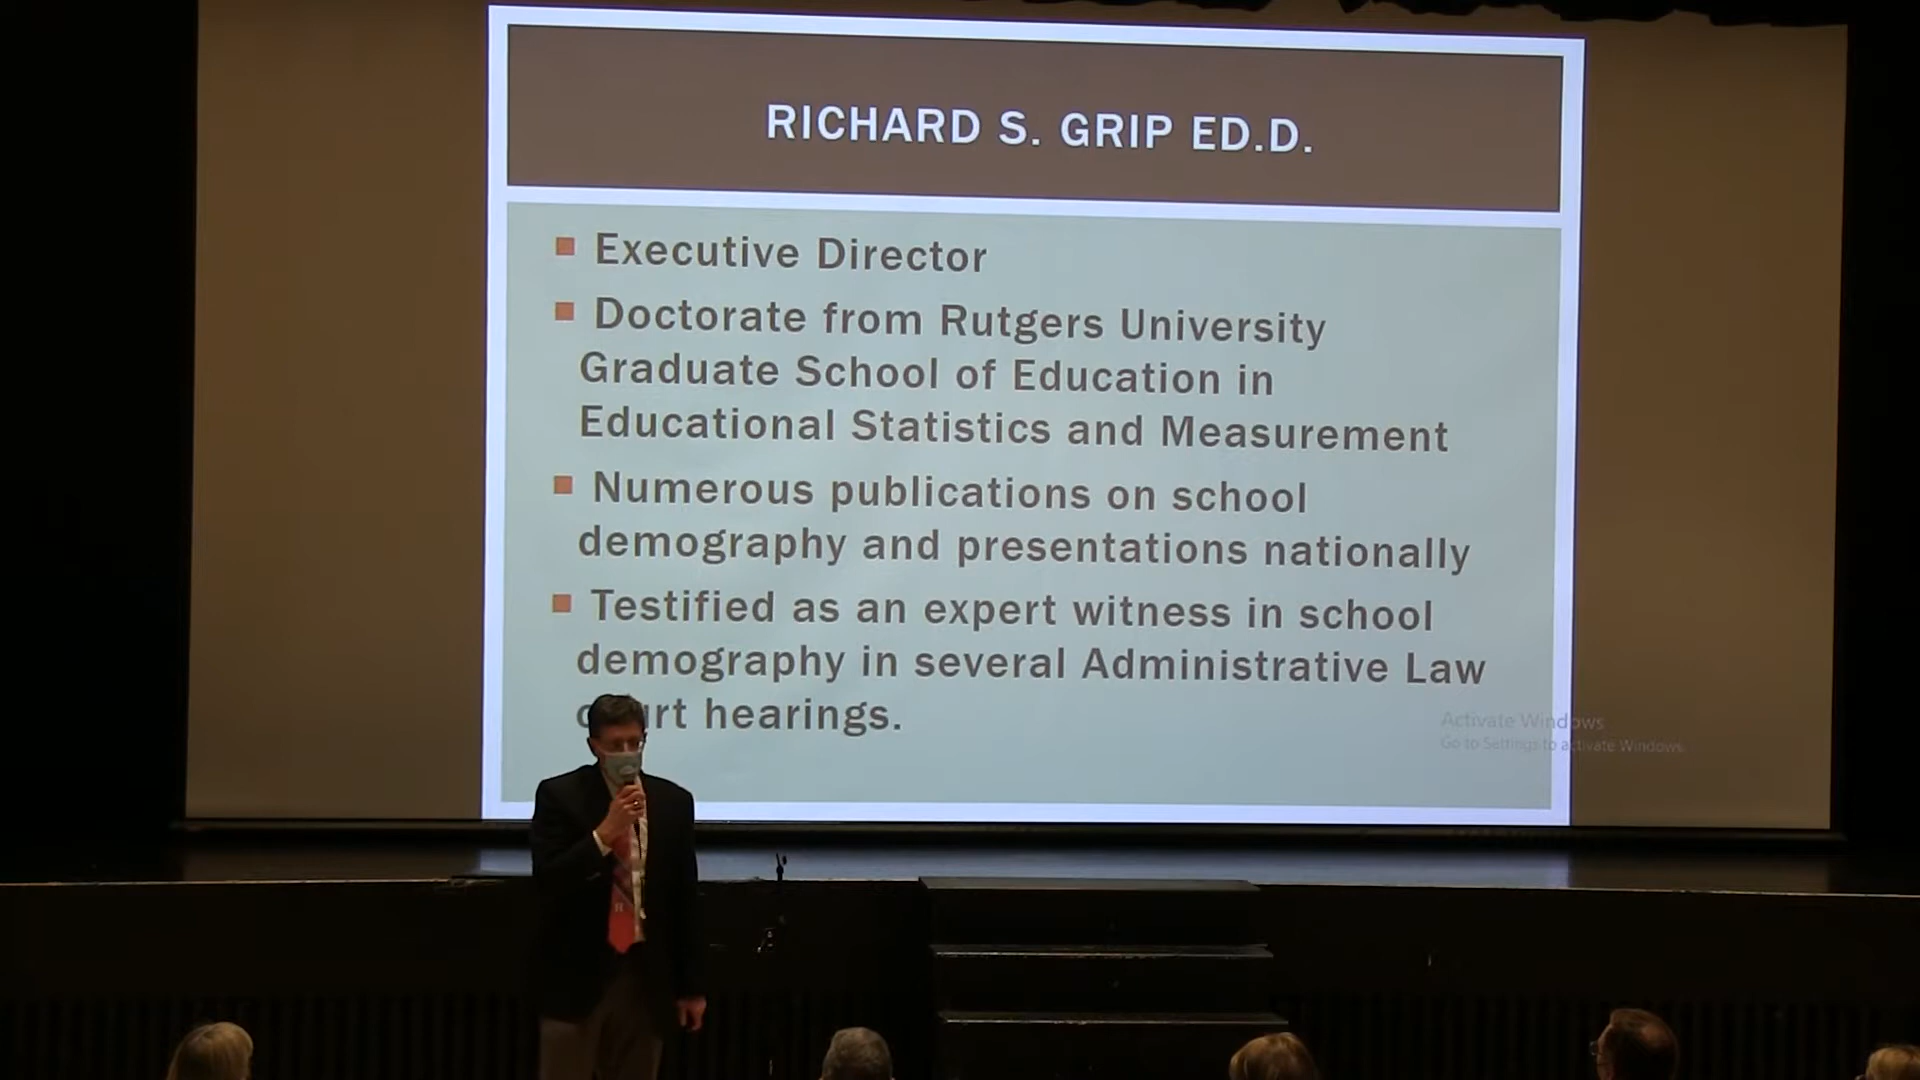 RICHARD S. GRIP ED.D.
Executive Director
Doctorate from Rutgers University
Graduate School of Education in
Educational Statistics and Measurement
Numerous publications on school
demography and presentations nationally
Testified as an expert witness in school
demography in several Administrative Law
hearings.
Activate Windows
Go to Settings to activate Windows.
R